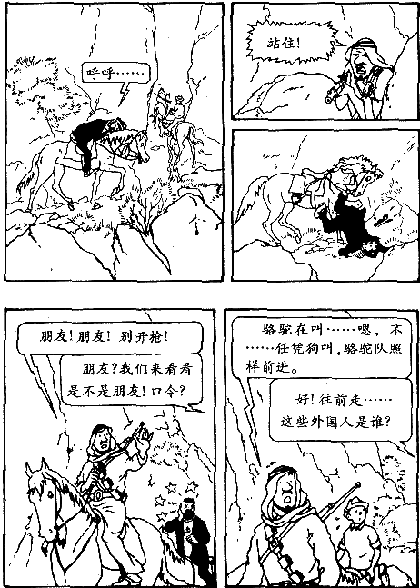 呼呼……
站住!
朋友!朋友! 别开枪!
朋友?我们来看看
是不是朋友!口令?
骆驼在叫……嗯,不
……任凭狗叫,骆驼队照
样前进。
好!往前走……
这些外国人是谁?